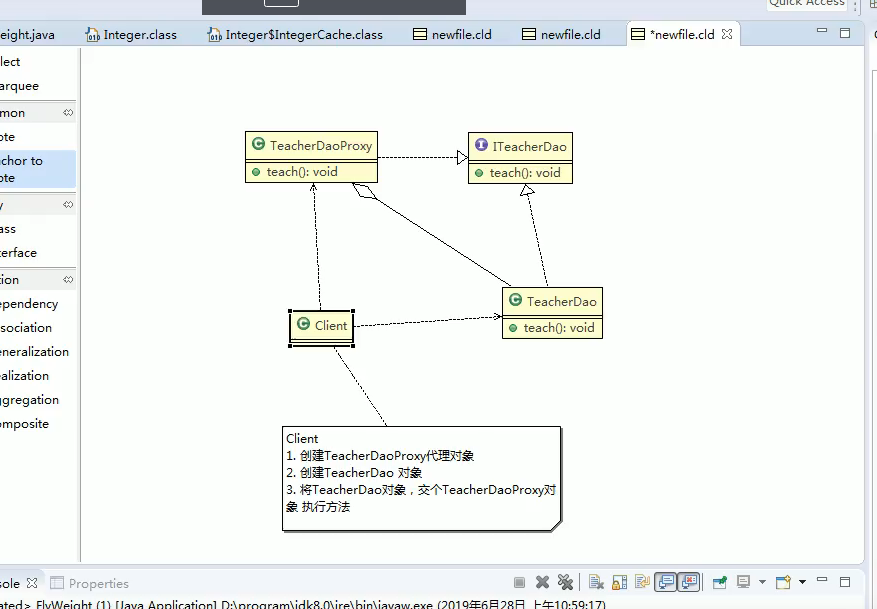 Quick Access
eight.java
Integer.class
Integer$IntegerCache.class
newfile.cld
newfile.cld
*newfile.cld
lect
arquee
mon
ote
chor to
ote
y
ass
terface
tion
ependency
sociation
eneralization
alization
ggregation
omposite
TeacherDaoProxy
teach(): void
ITeacherDao
teach(): void
TeacherDao
teach(): void
Client
Client
1. 创建TeacherDaoProxy代理对象
2. 创建TeacherDao 对象
3. 将TeacherDao对象，交个TeacherDaoProxy对
象 执行方法
sole
Properties
ated> FlyWeight (1) [Java Application] D:\program\jdk8.0\jre\bin\javaw.exe (2019年6月28日 上午10:59:17)